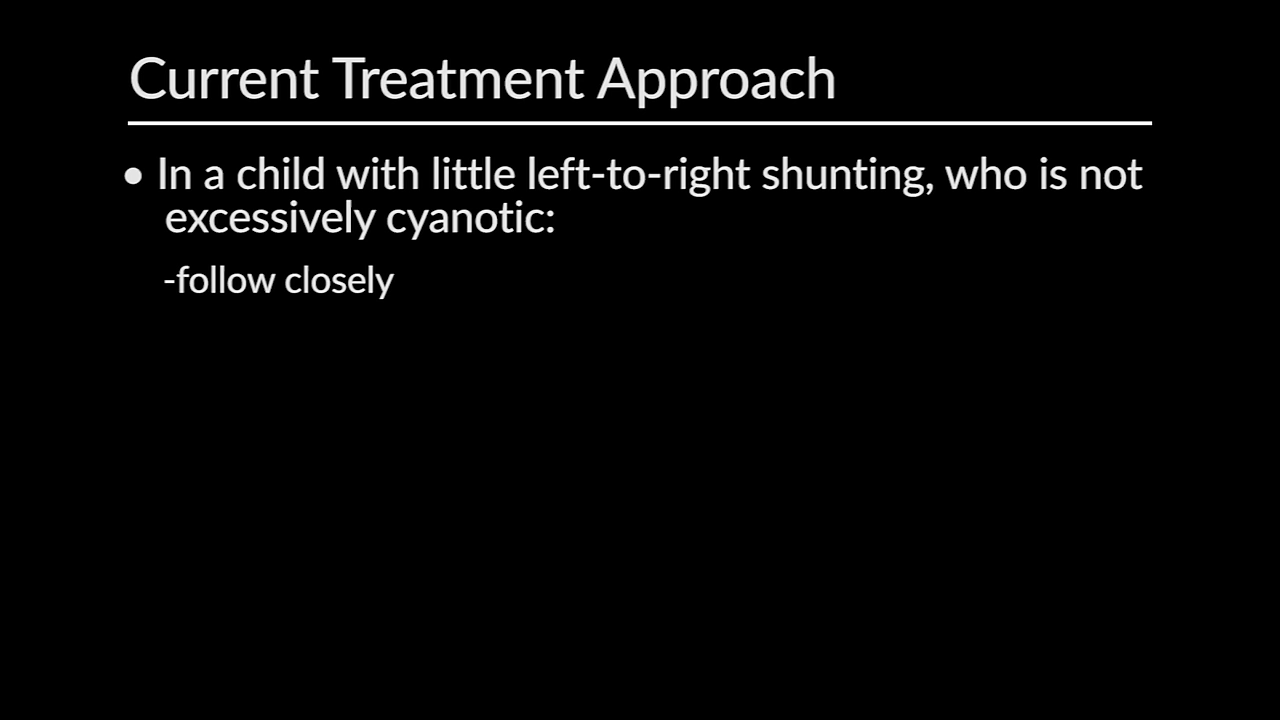 Current Treatment Approach
• In a child with little left-to-right shunting, who is not
excessively cyanotic:
-follow closely